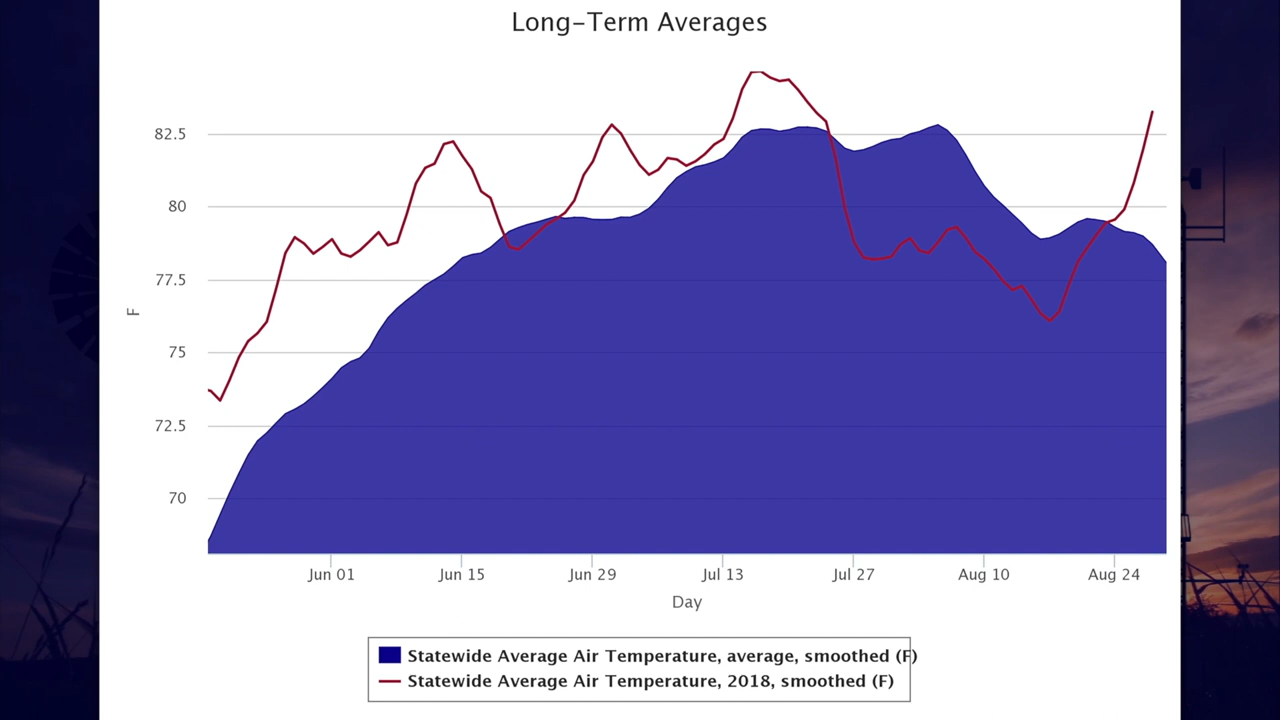 Long-Term Averages
82.5
80
77.5
75
72.5
70
F
Jun 01 Jun 15 Jun 29 Jul 13 Jul 27 Aug 10 Aug 24
Day
Statewide Average Air Temperature, average, smoothed (F)
Statewide Average Air Temperature, 2018, smoothed (F)